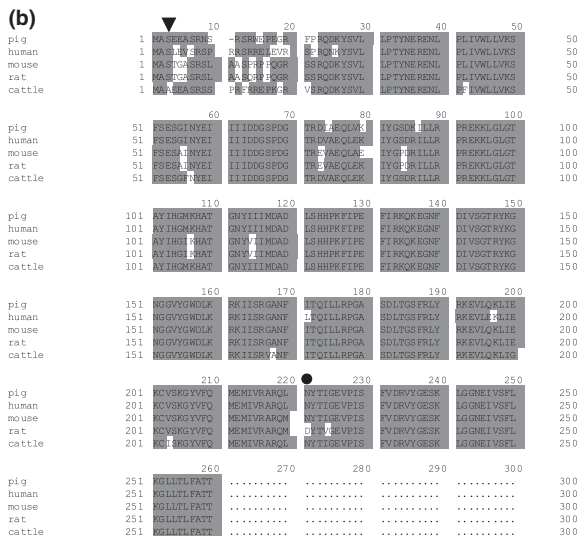 (b)
10 20 30 40 50
pig 1 MASEEASRNS -RSRWEPEGR FPRQDKYSVL LPTYNERENL PLIVWLLVKS 50
human 1 MASLEVSRSP RRSRRELEVR SPRQNKYSVL LPTYNERENL PLIVWLLVKS 50
mouse 1 MASTGASRSL AASPRPPQGR SSRQDKYSVL LPTYNERENL PLIVWLLVKS 50
rat 1 MASTGASRSL AASQRPPQGR SSRQDKYSVL LPTYNERENL PLIVWLLVKS 50
cattle 1 MAAEEASRSS PRFRREPKGR VSRQDKYSVL LPTYNERENL PFIVWLLVKS 50
60 70 80 90 100
pig 51 FSESGINYEI IIIDDGSPDG TRDIAEQLVK IYGSDKILLR PREKKLGLGT 100
human 51 FSESGINYEI IIIDDGSPDG TRDVAEQLEK IYGSDRILLR PREKKLGLGT 100
mouse 51 FSESAINYEI IIIDDGSPDG TREVAEQLAE IYGPDRILLR PREKKLGLGT 100
rat 51 FSESAINYEI IIIDDGSPDG TREVAEQLEK IYGPDRILLR PREKKLGLGT 100
cattle 51 FSESGFNYEI IIIDDGSPDG TRDVAEQLEK IYGSDRILLR PREKKLGLGT 100
110 120 130 140 150
pig 101 AYIHGMKHAT GNYIIIMDAD LSHHPKFIPE FIRKQKEGNF DIVSGTRYKG 150
human 101 AYIHGMKHAT GNYIIIMDAD LSHHPKFIPE FIRKQKEGNF DIVSGTRYKG 150
mouse 101 AYIHGIKHAT GNYVIIMDAD LSHHPKFIPE FIRKQKEGNF DIVSGTRYKG 150
rat 101 AYIHGIKHAT GNYVIIMDAD LSHHPKFIPE FIRKQKEGNF DIVSGTRYKG 150
cattle 101 AYIHGMKHAT GNYIIIMDAD LSHHPKFIPE FIRKQKEGNF DIVSGTRYKG 150
160 170 180 190 200
pig 151 NGGVYGWDLK RKIISRGANF ITQILLRPGA SDLTGSFRLY RKEVLQKLIE 200
human 151 NGGVYGWDLK RKIISRGANF LTQILLRPGA SDLTGSFRLY RKEVLEKLIE 200
mouse 151 NGGVYGWDLK RKIISRGANF ITQILLRPGA SDLTGSFRLY RKEVLQKLIE 200
rat 151 NGGVYGWDLK RKIISRGANF ITQILLRPGA SDLTGSFRLY RKEVLQKLIE 200
cattle 151 NGGVYGWDLK RKIISRVANF ITQILLRPGA SDLTGSFRLY RKEVLQKLIE 200
210 220 230 240 250
pig 201 KCVSKGYVFQ MEMIVRARQL NYTIGEVPIS FVDRVYGESK LGGNEIVSFL 250
human 201 KCVSKGYVFQ MEMIVRARQL NYTIGEVPIS FVDRVYGESK LGGNEIVSFL 250
mouse 201 KCVSKGYVFQ MEMIVRARQM NYTIGEVPIS FVDRVYGESK LGGNEIVSFL 250
rat 201 KCVSKGYVFQ MEMIVRARQM DYTVGEVPIS FVDRVYGESK LGGNEIVSFL 250
cattle 201 KCISKGYVFQ MEMIVRARQL NYTIGEVPIS FVDRVYGESK LGGNEIVSFL 250
260 270 280 290 300
pig 251 KGLLTLFATT .......... .......... .......... .......... 300
human 251 KGLLTLFATT .......... .......... .......... .......... 300
mouse 251 KGLLTLFATT .......... .......... .......... .......... 300
rat 251 KGLLTLFATT .......... .......... .......... .......... 300
cattle 251 KGLLTLFATT .......... .......... .......... .......... 300